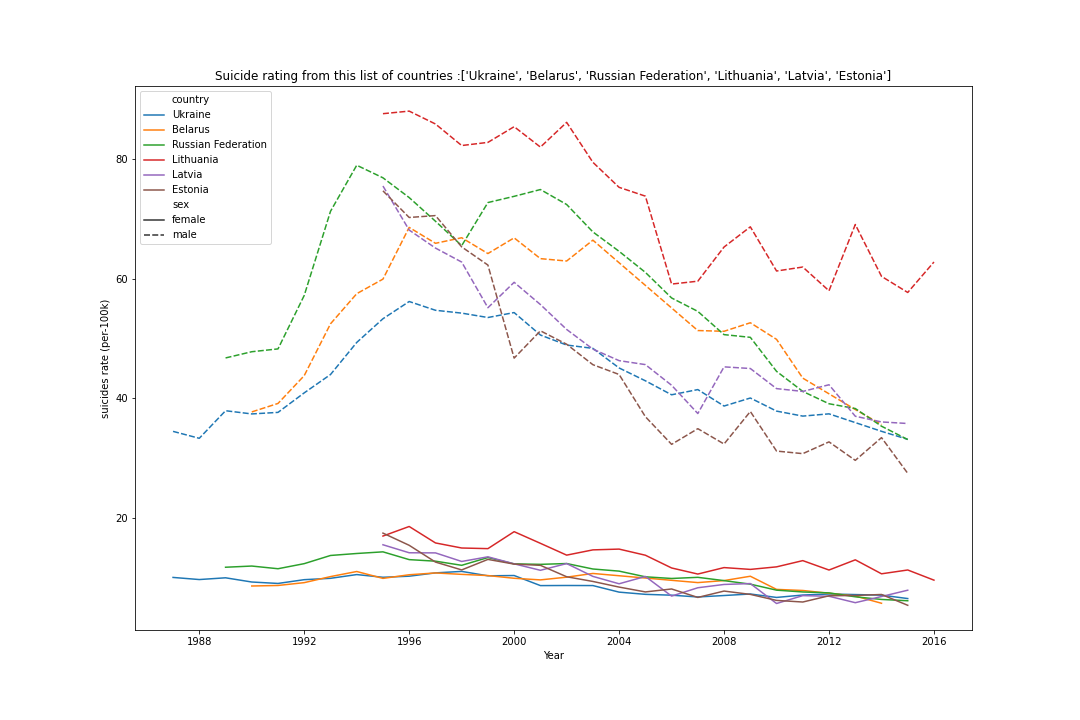 Suicide rating from this list of countries :['Ukraine', 'Belarus', 'Russian Federation', 'Lithuania', 'Latvia', 'Estonia']
country
Ukraine
Belarus
Russian Federation
Lithuania
Latvia
Estonia
sex
female
male
suicides rate (per-100k)
80
60
40
20
1988 1992 1996 2000 2004 2008 2012 2016
Year